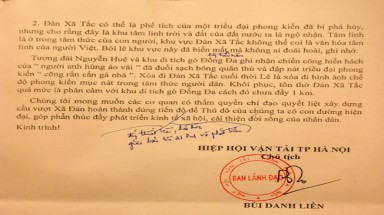 2. Đàn Xã Tắc có thể là phế tích của một triều đại phong kiến đã bị phá hủy,
nhưng cho rằng đây là khu tâm linh trời và đất của đất nước ta là ngộ nhận. Tâm linh
là ở trong tâm thức của con người, khu vực Đàn Xã Tắc không thể coi là văn hóa tâm
linh của người Việt. Bởi lẽ khu vực này đã biến mất mà không ai đoái hoài, ghi nhớ.
Tượng đài Nguyễn Huệ và khu di tích gò Đống Đa ghi nhận chiến công hiển hách
của " người anh hùng áo vải " đã đuổi sạch bóng quân thù và dập nát triều đại phong
kiến " cõng rắn cắn gà nhà ". Xóa đi Đàn Xã Tắc cuối thời Lê là xóa đi hình ảnh chế
độ phong kiến mục nát trong tâm thức người dân. Khôi phục, tôn thờ Đàn Xã Tắc
quả mức là phản cảm với khu di tích gò Đống Đa cách đó chưa đầy 1 km.
Chúng tôi mong muốn các cơ quan có thẩm quyền chỉ đạo quyết liệt xây dựng
cầu vượt Xã Đàn hoàn thành đúng tiến độ để Thủ đô của chúng ta có con đường hiện
đại, góp phần thúc đẩy phát triển kinh tế xã hội, cải thiện đời sống của nhân dân.
Kính trình!
HIỆP HỘI VẬN TẢI TP HÀ NỘI
Chủ tịch
BAN LÃNH ĐẠO
BÙI DANH LIÊN